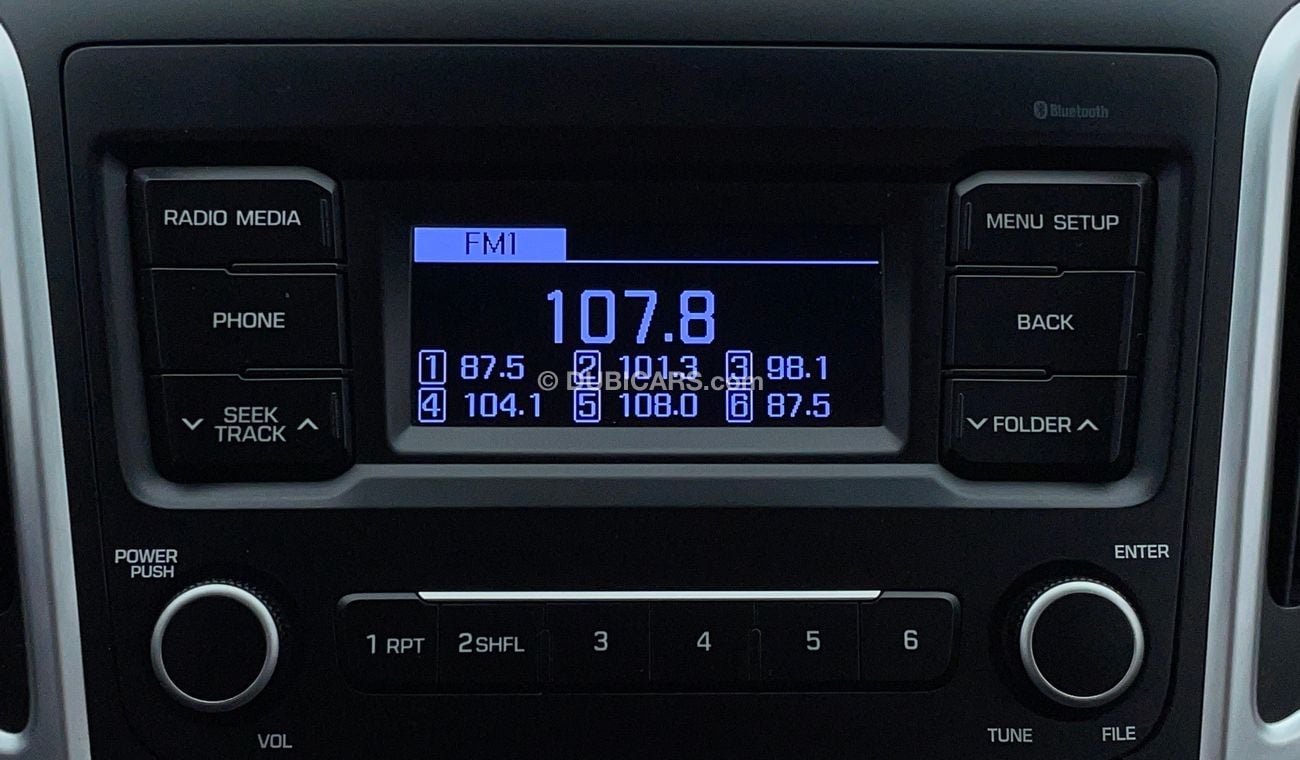 Bluetooth
RADIO MEDIA
MENU SETUP
FM1
107.8
PHONE
BACK
1 87.5 2 101.3 3 98.1
© DUBICARS.com
4 104.1 5 108.0 6 87.5
SEEK
TRACK
FOLDER
POWER
PUSH
ENTER
1 RPT 2 SHFL 3 4 5 6
VOL
TUNE FILE